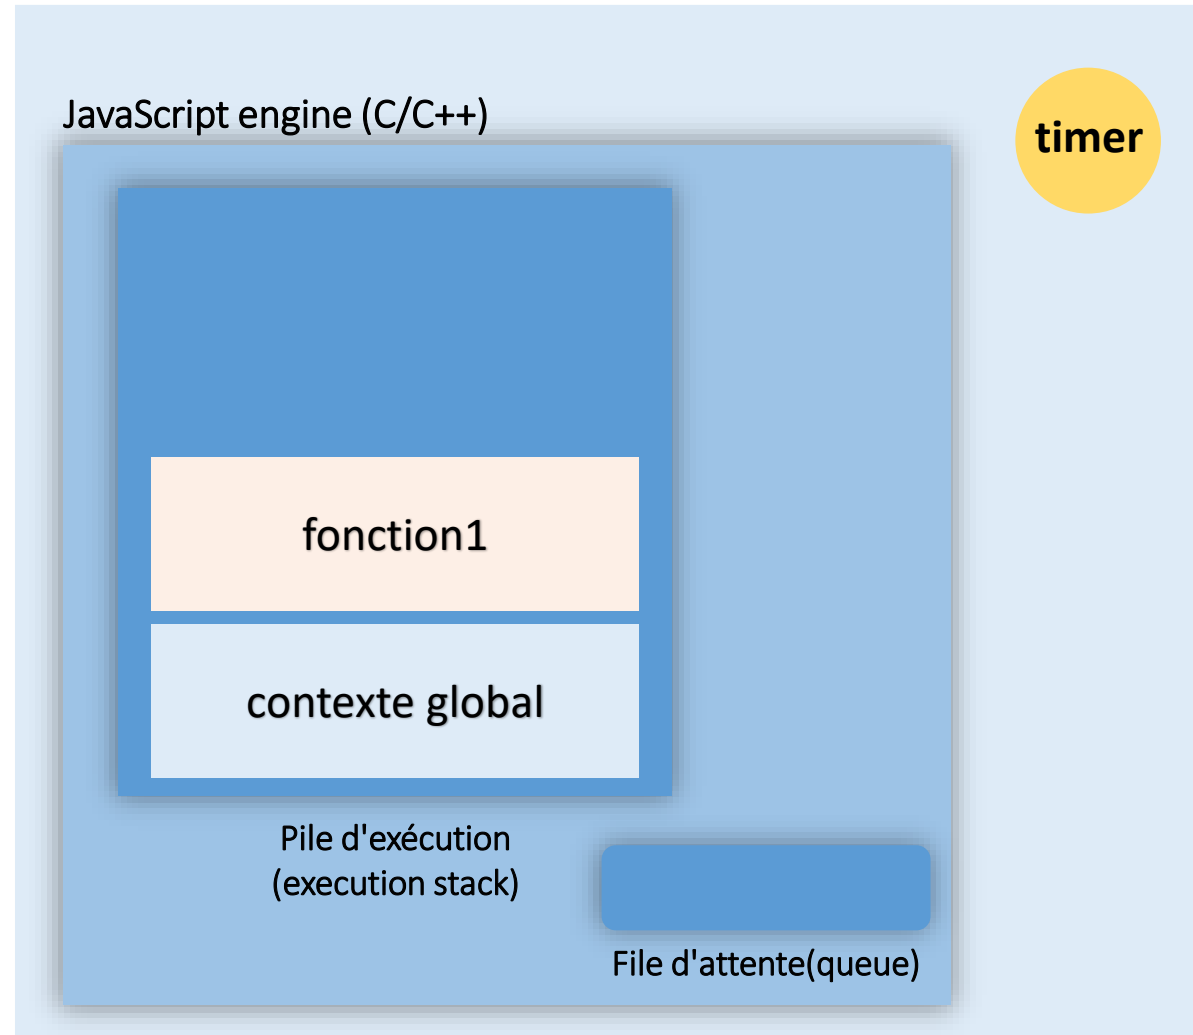 JavaScript engine (C/C++)
timer
fonction1
contexte global
Pile d'exécution
(execution stack)
File d'attente(queue)